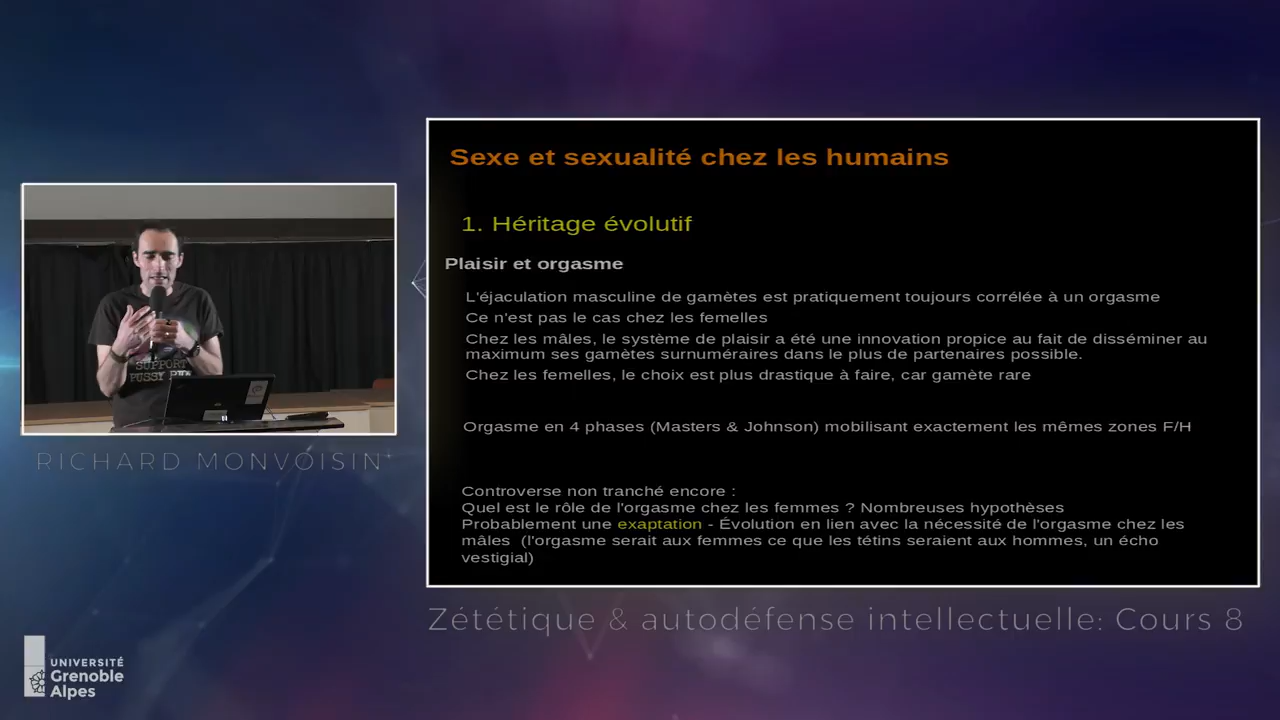 Sexe et sexualité chez les humains
1. Héritage évolutif
Plaisir et orgasme
L'éjaculation masculine de gamètes est pratiquement toujours corrélée à un orgasme
Ce n'est pas le cas chez les femelles
Chez les mâles, le système de plaisir a été une innovation propice au fait de disséminer au
maximum ses gamètes surnuméraires dans le plus de partenaires possible.
Chez les femelles, le choix est plus drastique à faire, car gamète rare
Orgasme en 4 phases (Masters & Johnson) mobilisant exactement les mêmes zones F/H
Controverse non tranché encore :
Quel est le rôle de l'orgasme chez les femmes ? Nombreuses hypothèses
Probablement une exaptation - Évolution en lien avec la nécessité de l'orgasme chez les
mâles (l'orgasme serait aux femmes ce que les tétins seraient aux hommes, un écho
vestigial)
SUPPORT
PUSSY
RICHARD MONVOISIN
Zététique & autodéfense intellectuelle: Cours 8
UNIVERSITÉ
Grenoble
Alpes